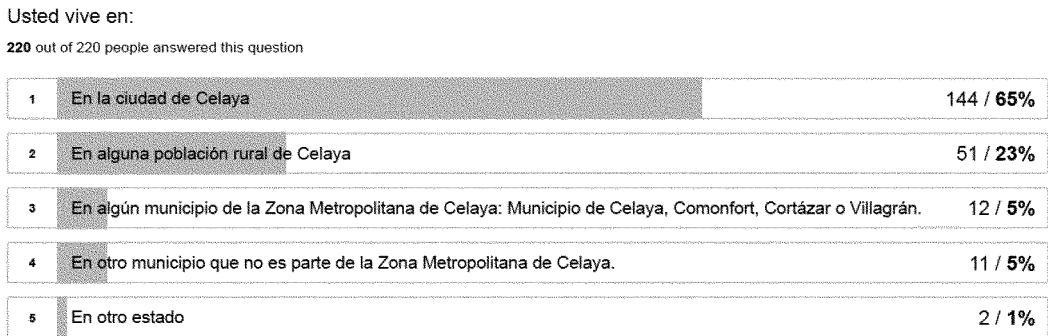 Usted vive en:
220 out of 220 people answered this question
1 En la ciudad de Celaya 144 / 65%
2 En alguna población rural de Celaya 51 / 23%
3 En algún municipio de la Zona Metropolitana de Celaya: Municipio de Celaya, Comonfort, Cortázar o Villagrán. 12 / 5%
4 En otro municipio que no es parte de la Zona Metropolitana de Celaya. 11 / 5%
5 En otro estado 2 / 1%